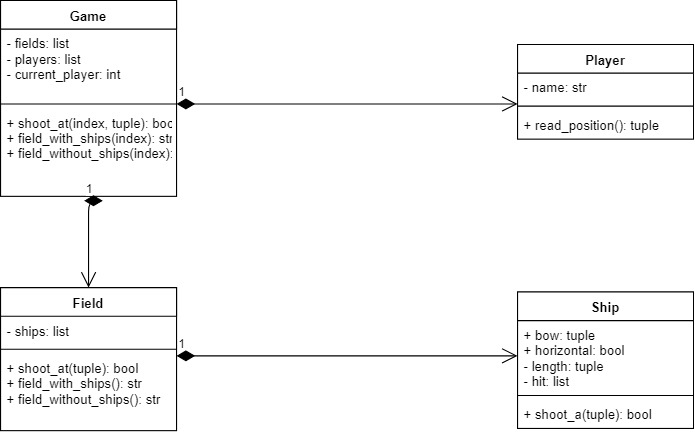 Game
- fields: list
- players: list
- current_player: int
+ shoot_at(index, tuple): boo
+ field_with_ships(index): str
+ field_without_ships(index):
1
1
Player
- name: str
+ read_position(): tuple
Field
- ships: list
+ shoot_at(tuple): bool
+ field_with_ships(): str
+ field_without_ships(): str
1
Ship
+ bow: tuple
+ horizontal: bool
- length: tuple
- hit: list
+ shoot_a(tuple): bool